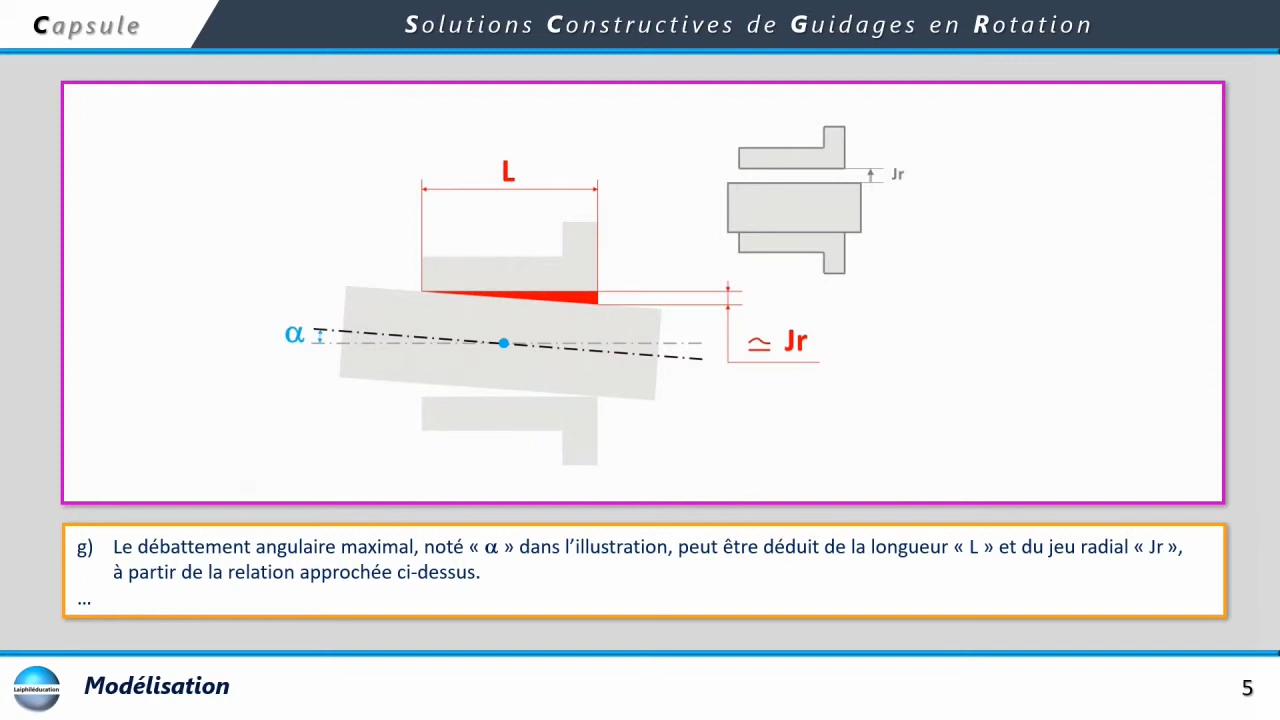 Capsule
Solutions Constructives de Guidages en Rotation
L
Jr
α
≃ Jr
g) Le débattement angulaire maximal, noté « α » dans l'illustration, peut être déduit de la longueur « L » et du jeu radial « Jr »,
à partir de la relation approchée ci-dessus.
...
Laiphiléducation
Modélisation
5